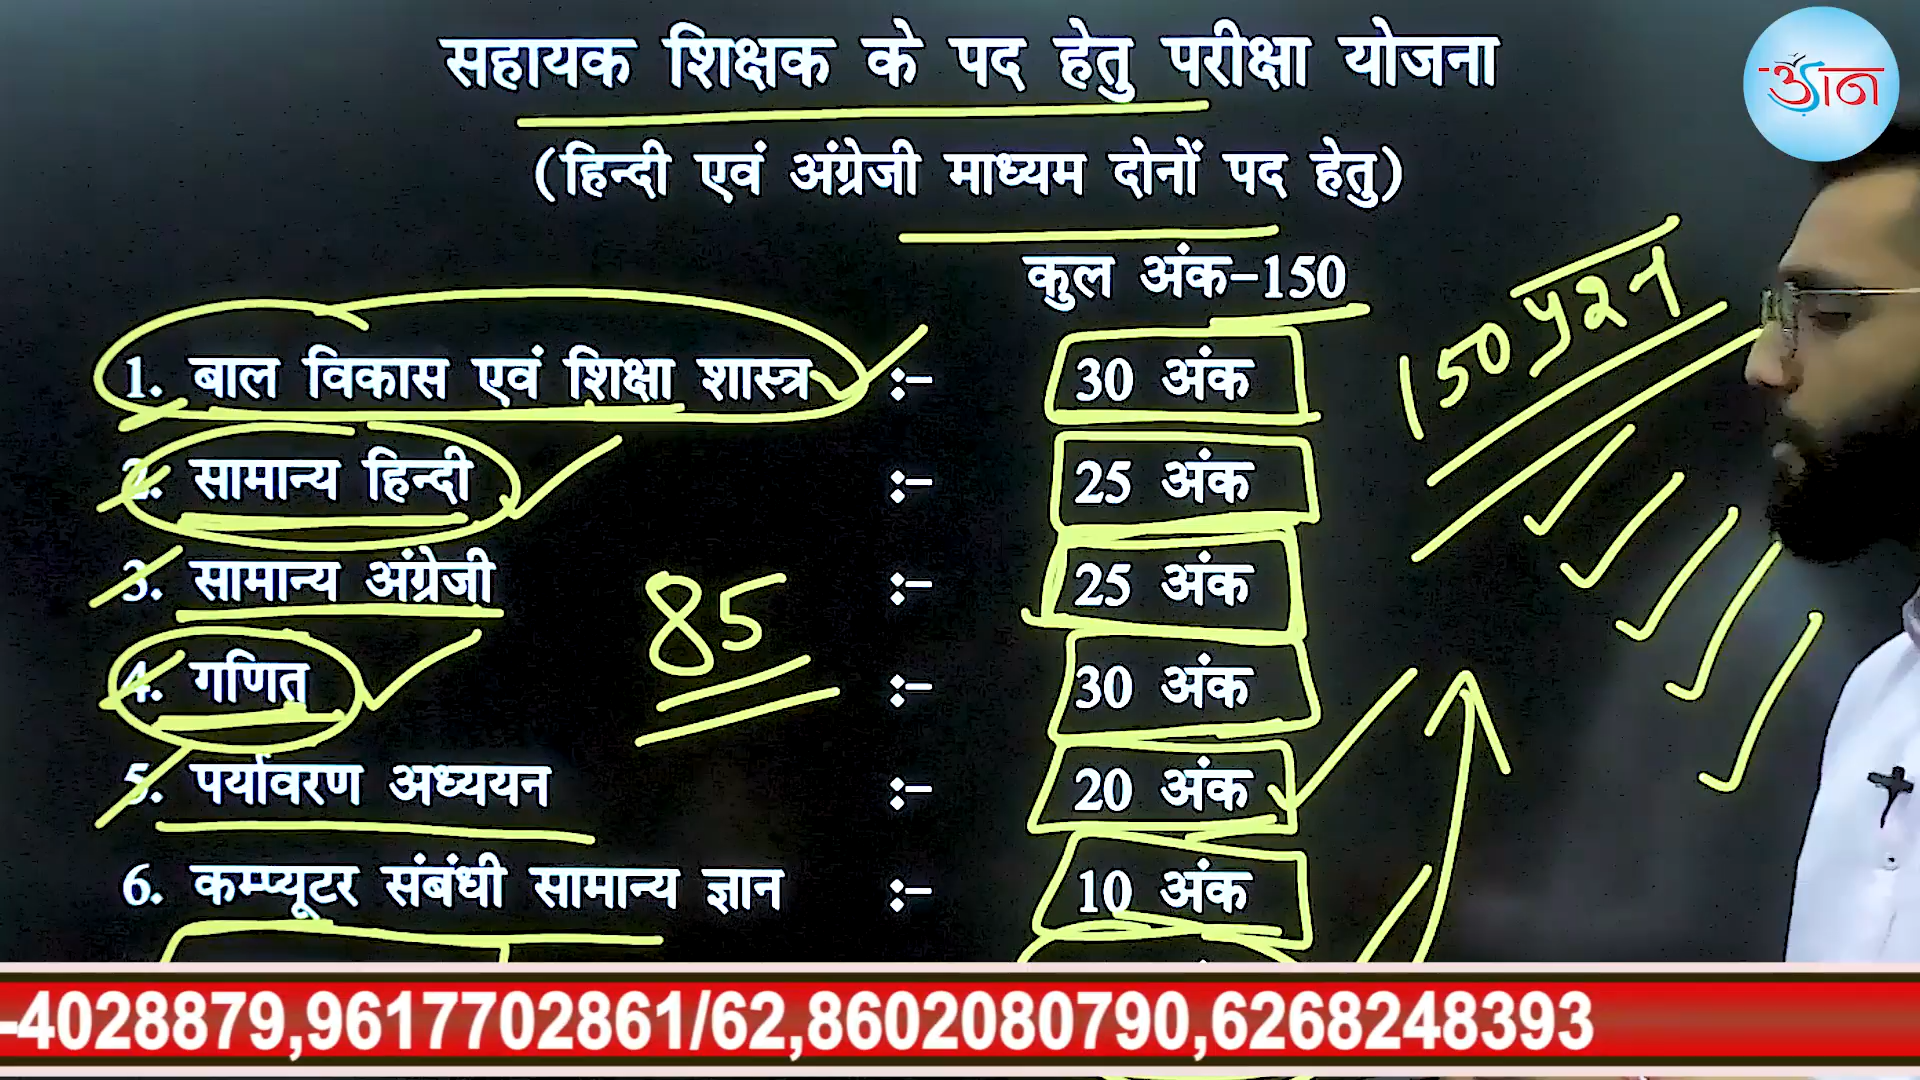 सहायक शिक्षक के पद हेतु परीक्षा योजना
उड़ान
(हिन्दी एवं अंग्रेजी माध्यम दोनों पद हेतु)
कुल अंक-150
150 प्रश्न
1. बाल विकास एवं शिक्षा शास्त्र :- 30 अंक
2. सामान्य हिन्दी :- 25 अंक
3. सामान्य अंग्रेजी :- 25 अंक
85
4. गणित :- 30 अंक
5. पर्यावरण अध्ययन :- 20 अंक
6. कम्प्यूटर संबंधी सामान्य ज्ञान :- 10 अंक
-4028879,9617702861/62,8602080790,6268248393